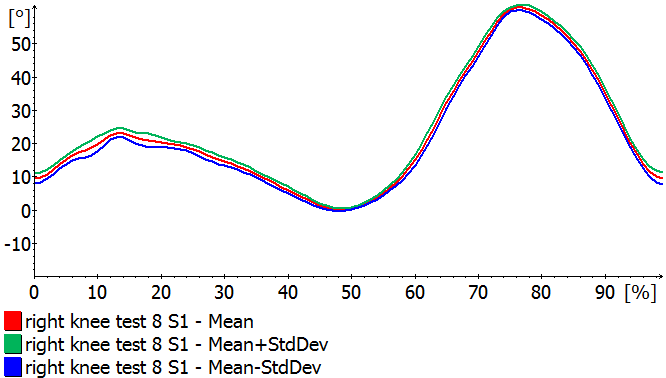 [°]
50
40
30
20
10
0
-10
0 10 20 30 40 50 60 70 80 90 [%]
right knee test 8 S1 - Mean
right knee test 8 S1 - Mean+StdDev
right knee test 8 S1 - Mean-StdDev